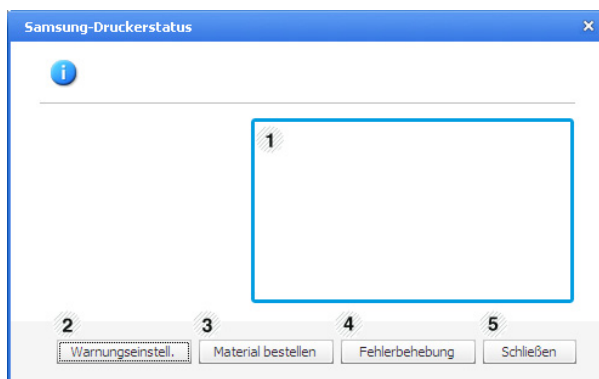 Samsung-Druckerstatus
1
2 3 4 5
Warnungseinstell. Material bestellen Fehlerbehebung Schließen